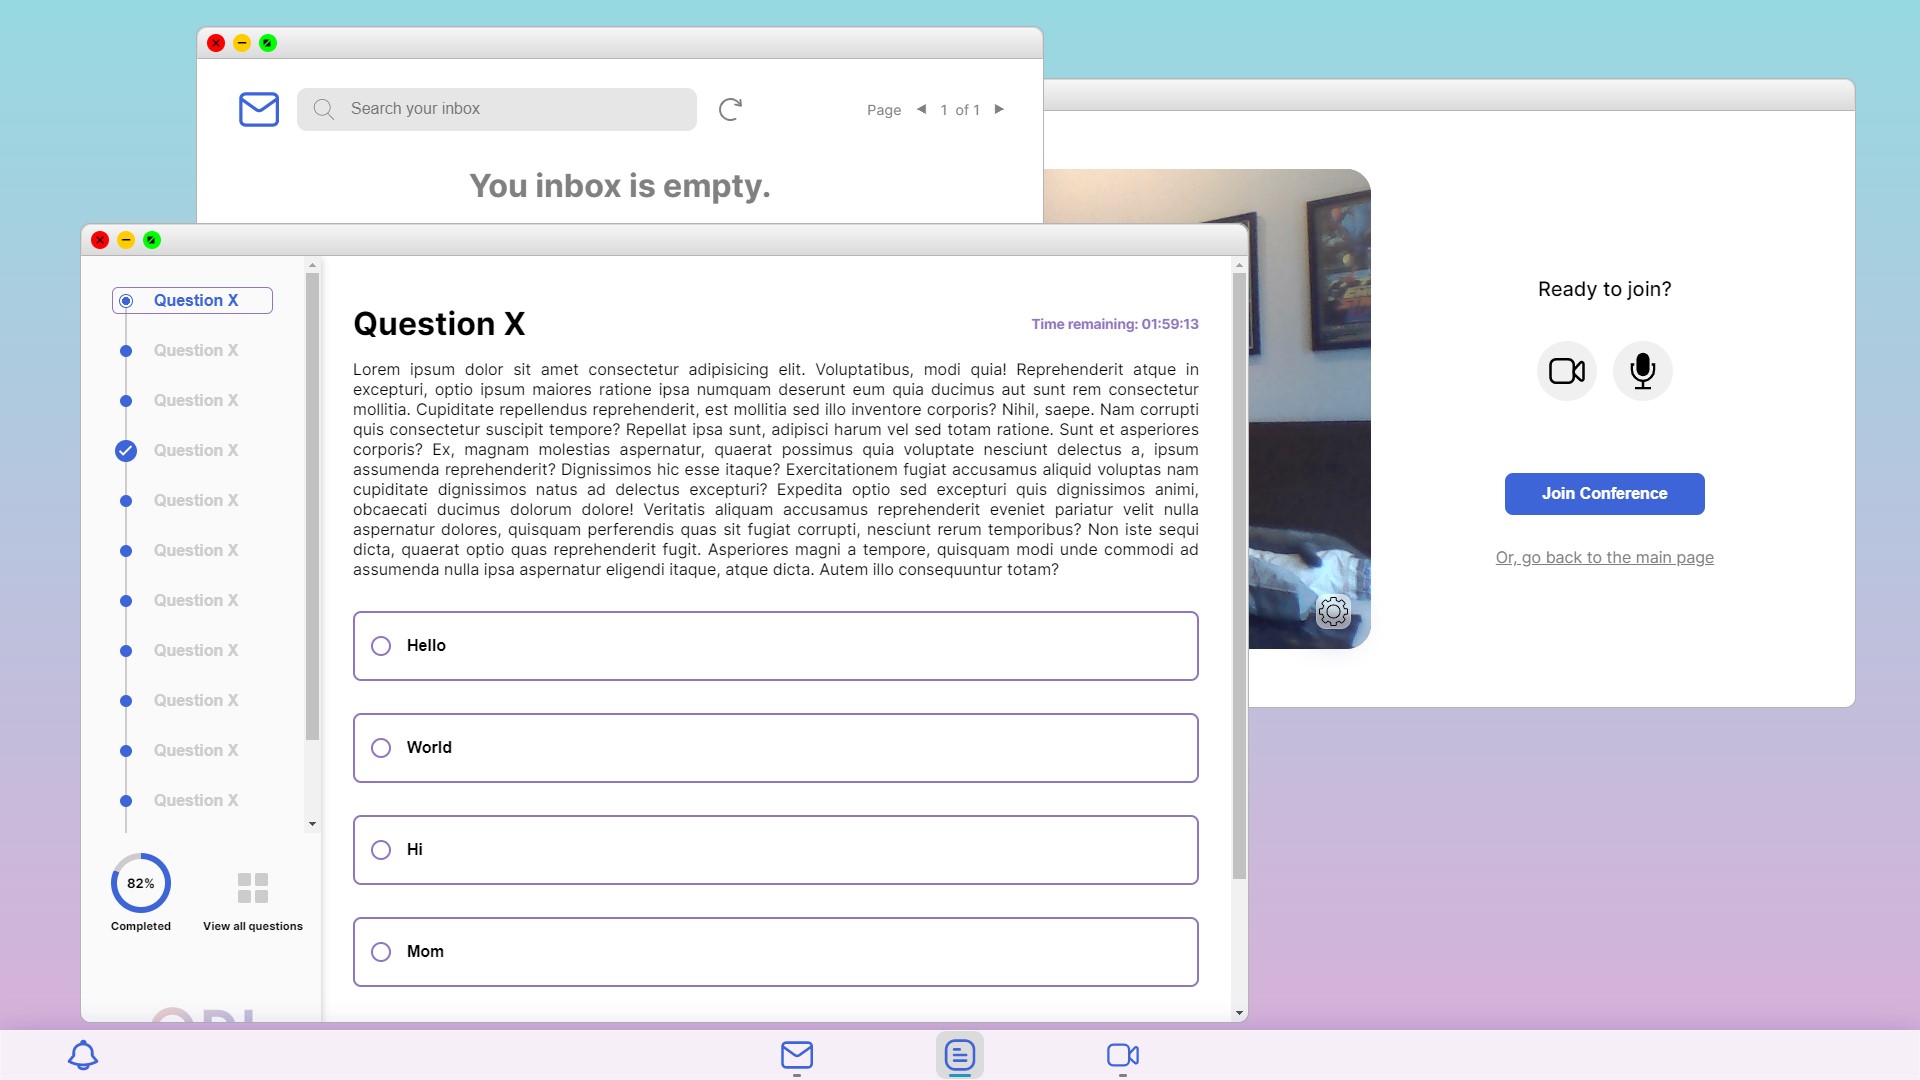 Search your inbox
Page 1 of 1
You inbox is empty.
Question X
Question X
Question X
Question X
Question X
Question X
Question X
Question X
Question X
Question X
Question X
82%
Completed
View all questions
Question X
Time remaining: 01:59:13
Lorem ipsum dolor sit amet consectetur adipisicing elit. Voluptatibus, modi quia! Reprehenderit atque in
excepturi, optio ipsum maiores ratione ipsa numquam deserunt eum quia ducimus aut sunt rem consectetur
mollitia. Cupiditate repellendus reprehenderit, est mollitia sed illo inventore corporis? Nihil, saepe. Nam corrupti
quis consectetur suscipit tempore? Repellat ipsa sunt, adipisci harum vel sed totam ratione. Sunt et asperiores
corporis? Ex, magnam molestias aspernatur, quaerat possimus quia voluptate nesciunt delectus a, ipsum
assumenda reprehenderit? Dignissimos hic esse itaque? Exercitationem fugiat accusamus aliquid voluptas nam
cupiditate dignissimos natus ad delectus excepturi? Expedita optio sed excepturi quis dignissimos animi,
obcaecati ducimus dolorum dolore! Veritatis aliquam accusamus reprehenderit eveniet pariatur velit nulla
aspernatur dolores, quisquam perferendis quas sit fugiat corrupti, nesciunt rerum temporibus? Non iste sequi
dicta, quaerat optio quas reprehenderit fugit. Asperiores magni a tempore, quisquam modi unde commodi ad
assumenda nulla ipsa aspernatur eligendi itaque, atque dicta. Autem illo consequuntur totam?
Hello
World
Hi
Mom
Ready to join?
Join Conference
Or, go back to the main page